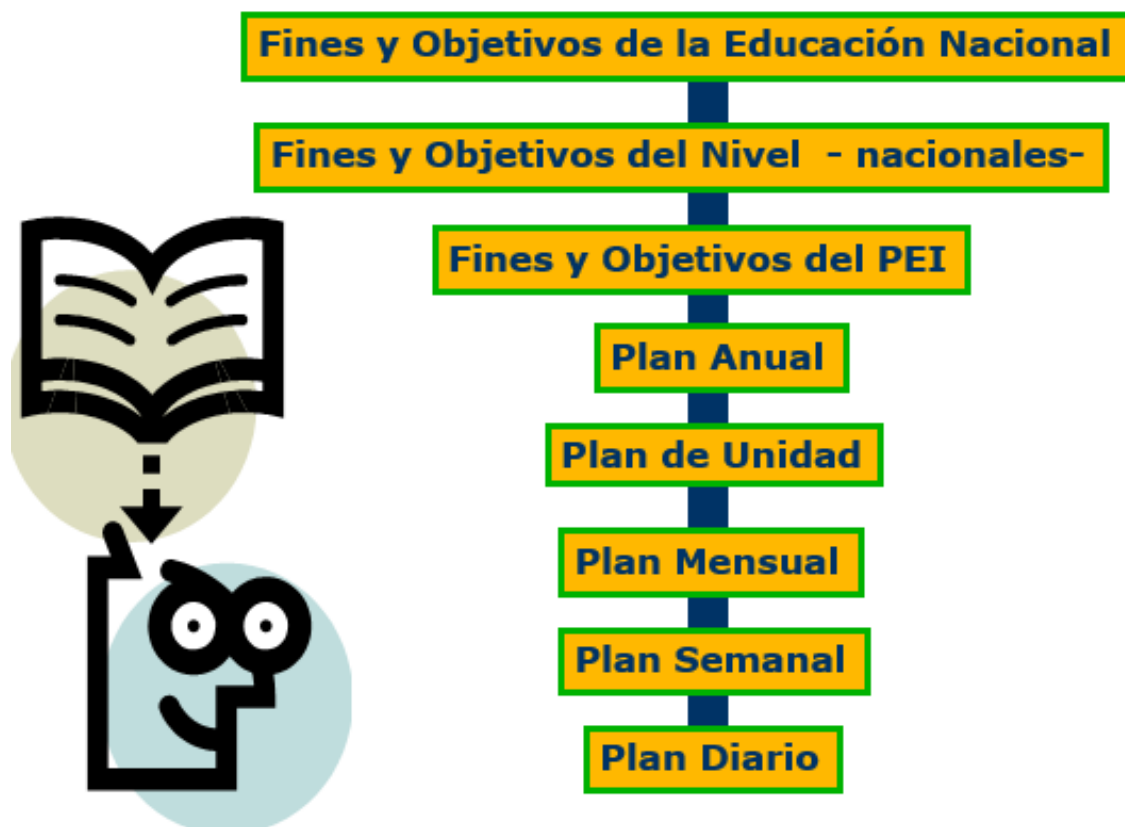 Fines y Objetivos de la Educación Nacional
Fines y Objetivos del Nivel - nacionales-
Fines y Objetivos del PEI
Plan Anual
Plan de Unidad
Plan Mensual
Plan Semanal
Plan Diario